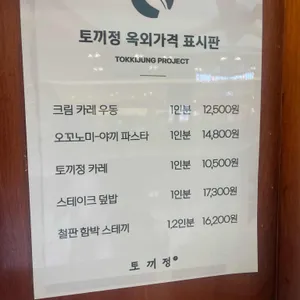 토끼정 옥외가격 표시판
TOKKIJUNG PROJECT
크림 카레 우동 1인분 12,500원
오꼬노미-야끼 파스타 1인분 14,800원
토끼정 카레 1인분 10,500원
스테이크 덮밥 1인분 17,300원
철판 함박 스테끼 1,2인분 16,200원
토끼정